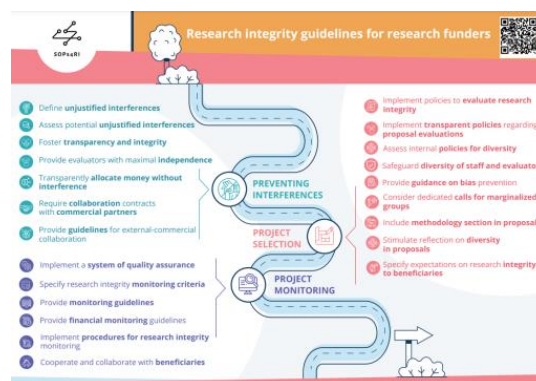 SOPs4RI
Research integrity guidelines for research funders
Define unjustified interferences
Assess potential unjustified interferences
Foster transparency and integrity
Provide evaluators with maximal independence
Transparently allocate money without
interference
Require collaboration contracts
with commercial partners
Provide guidelines for external-commercial
collaboration
PREVENTING
INTERFERENCES
Implement policies to evaluate research
integrity
Implement transparent policies regarding
proposal evaluations
Assess internal policies for diversity
Safeguard diversity of staff and evaluato
Provide guidance on bias prevention
Consider dedicated calls for marginalized
groups
Include methodology section in proposal
Stimulate reflection on diversity
in proposals
Specify expectations on research integrity
to beneficiaries
PROJECT
SELECTION
Implement a system of quality assurance
Specify research integrity monitoring criteria
Provide monitoring guidelines
Provide financial monitoring guidelines
Implement procedures for research integrity
monitoring
Cooperate and collaborate with beneficiaries
PROJECT
MONITORING